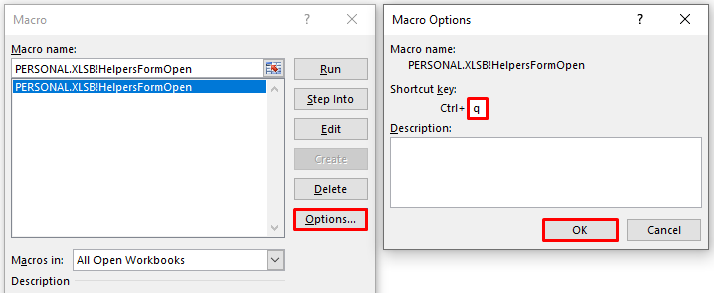 Macro
?
Macro name:
PERSONAL.XLSB!HelpersFormOpen
PERSONAL.XLSB!HelpersFormOpen
Run
Step Into
Edit
Create
Delete
Options...
Macros in:
All Open Workbooks
Description
Macro Options
?
Macro name:
PERSONAL.XLSB!HelpersFormOpen
Shortcut key:
Ctrl+ q
Description:
OK
Cancel